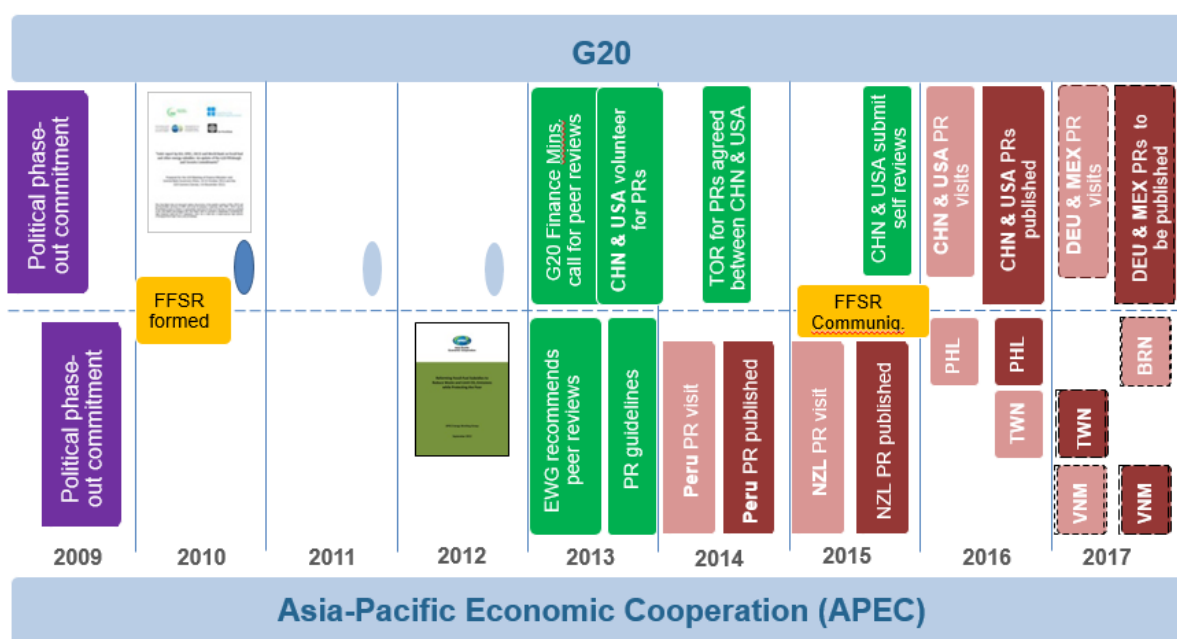 G20
Political phase-
out commitment
G20 Finance Mins.
call for peer reviews
CHN & USA volunteer
for PRs
TOR for PRs agreed
between CHN & USA
CHN & USA submit
self reviews
CHN & USA PR
visits
CHN & USA PRs
published
DEU & MEX PR
visits
DEU & MEX PRs to
be published
FFSR
formed
FFSR
Communiq.
Political phase-
out commitment
EWG recommends
peer reviews
PR guidelines
Peru PR visit
Peru PR published
NZL PR visit
NZL PR published
PHL
PHL
TWN
TWN
VNM
BRN
VNM
2009
2010
2011
2012
2013
2014
2015
2016
2017
Asia-Pacific Economic Cooperation (APEC)